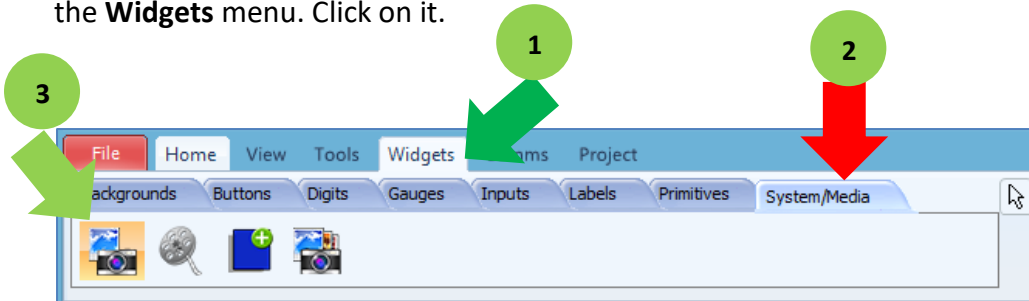 the Widgets menu. Click on it.
1
2
3
File Home View Tools Widgets Project
Buttons Digits Gauges Inputs Labels Primitives System/Media